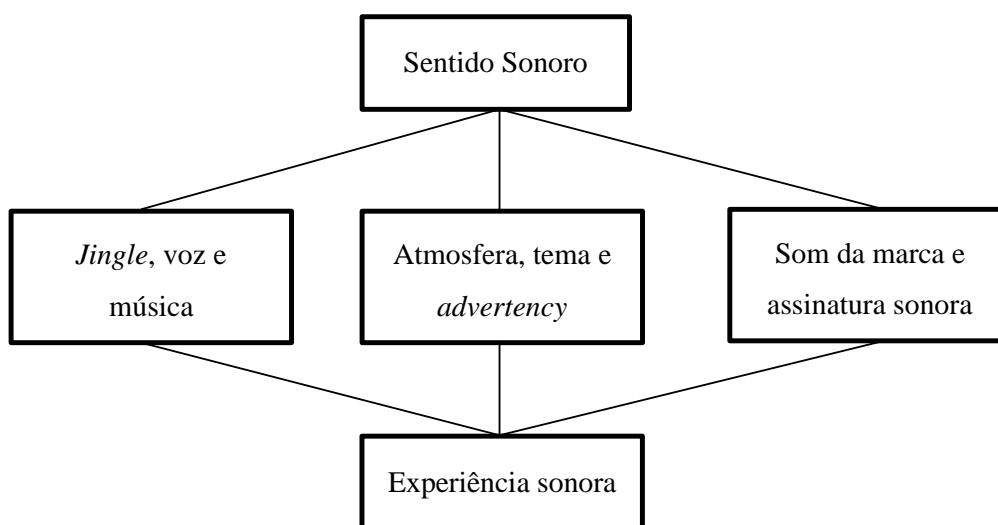 Sentido Sonoro
Jingle, voz e
música
Atmosfera, tema e
advertency
Som da marca e
assinatura sonora
Experiência sonora